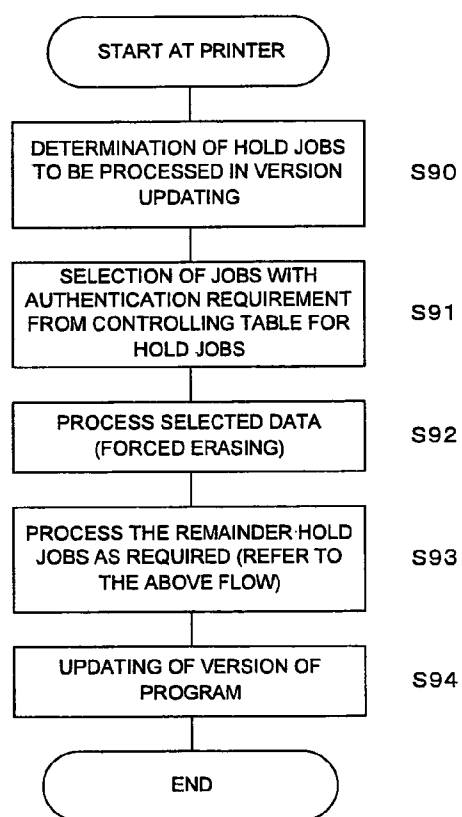 START AT PRINTER
DETERMINATION OF HOLD JOBS
TO BE PROCESSED IN VERSION
UPDATING
S90
SELECTION OF JOBS WITH
AUTHENTICATION REQUIREMENT
FROM CONTROLLING TABLE FOR
HOLD JOBS
S91
PROCESS SELECTED DATA
(FORCED ERASING)
S92
PROCESS THE REMAINDER HOLD
JOBS AS REQUIRED (REFER TO
THE ABOVE FLOW)
S93
UPDATING OF VERSION OF
PROGRAM
S94
END